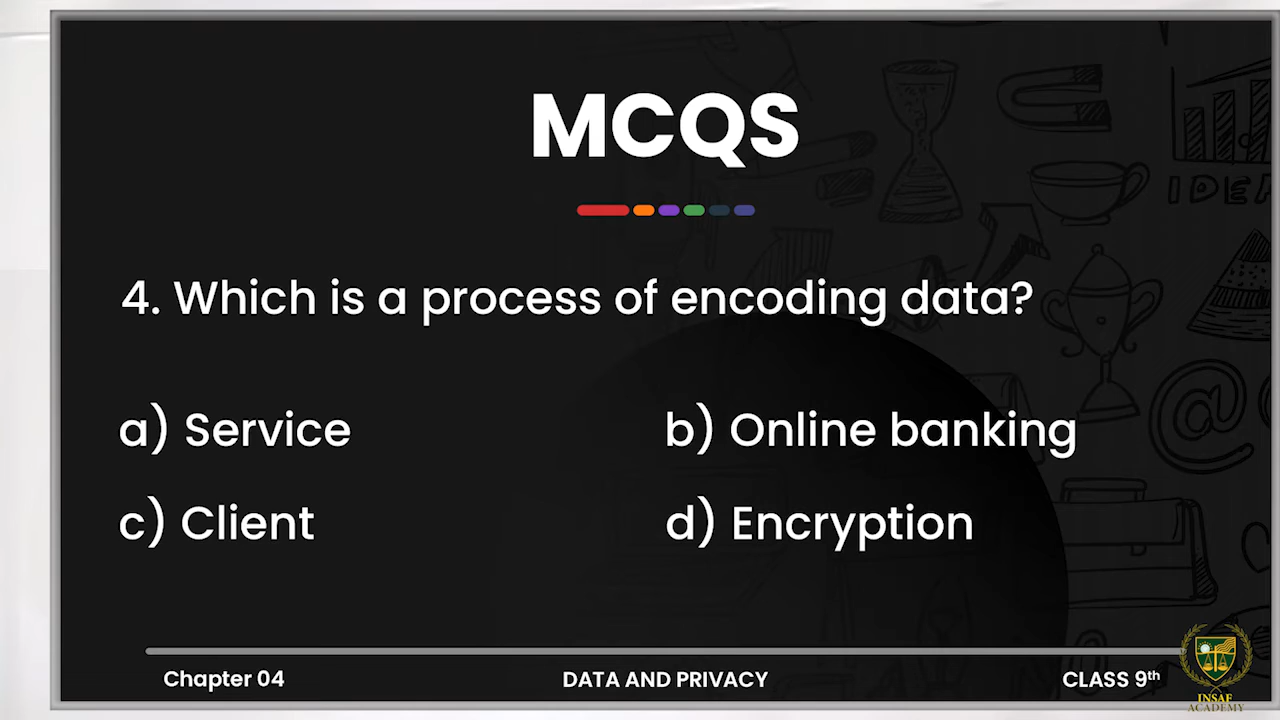 MCQS
4. Which is a process of encoding data?
a) Service
b) Online banking
c) Client
d) Encryption
Chapter 04
DATA AND PRIVACY
CLASS 9th
INSAF
ACADEMY
IDEA